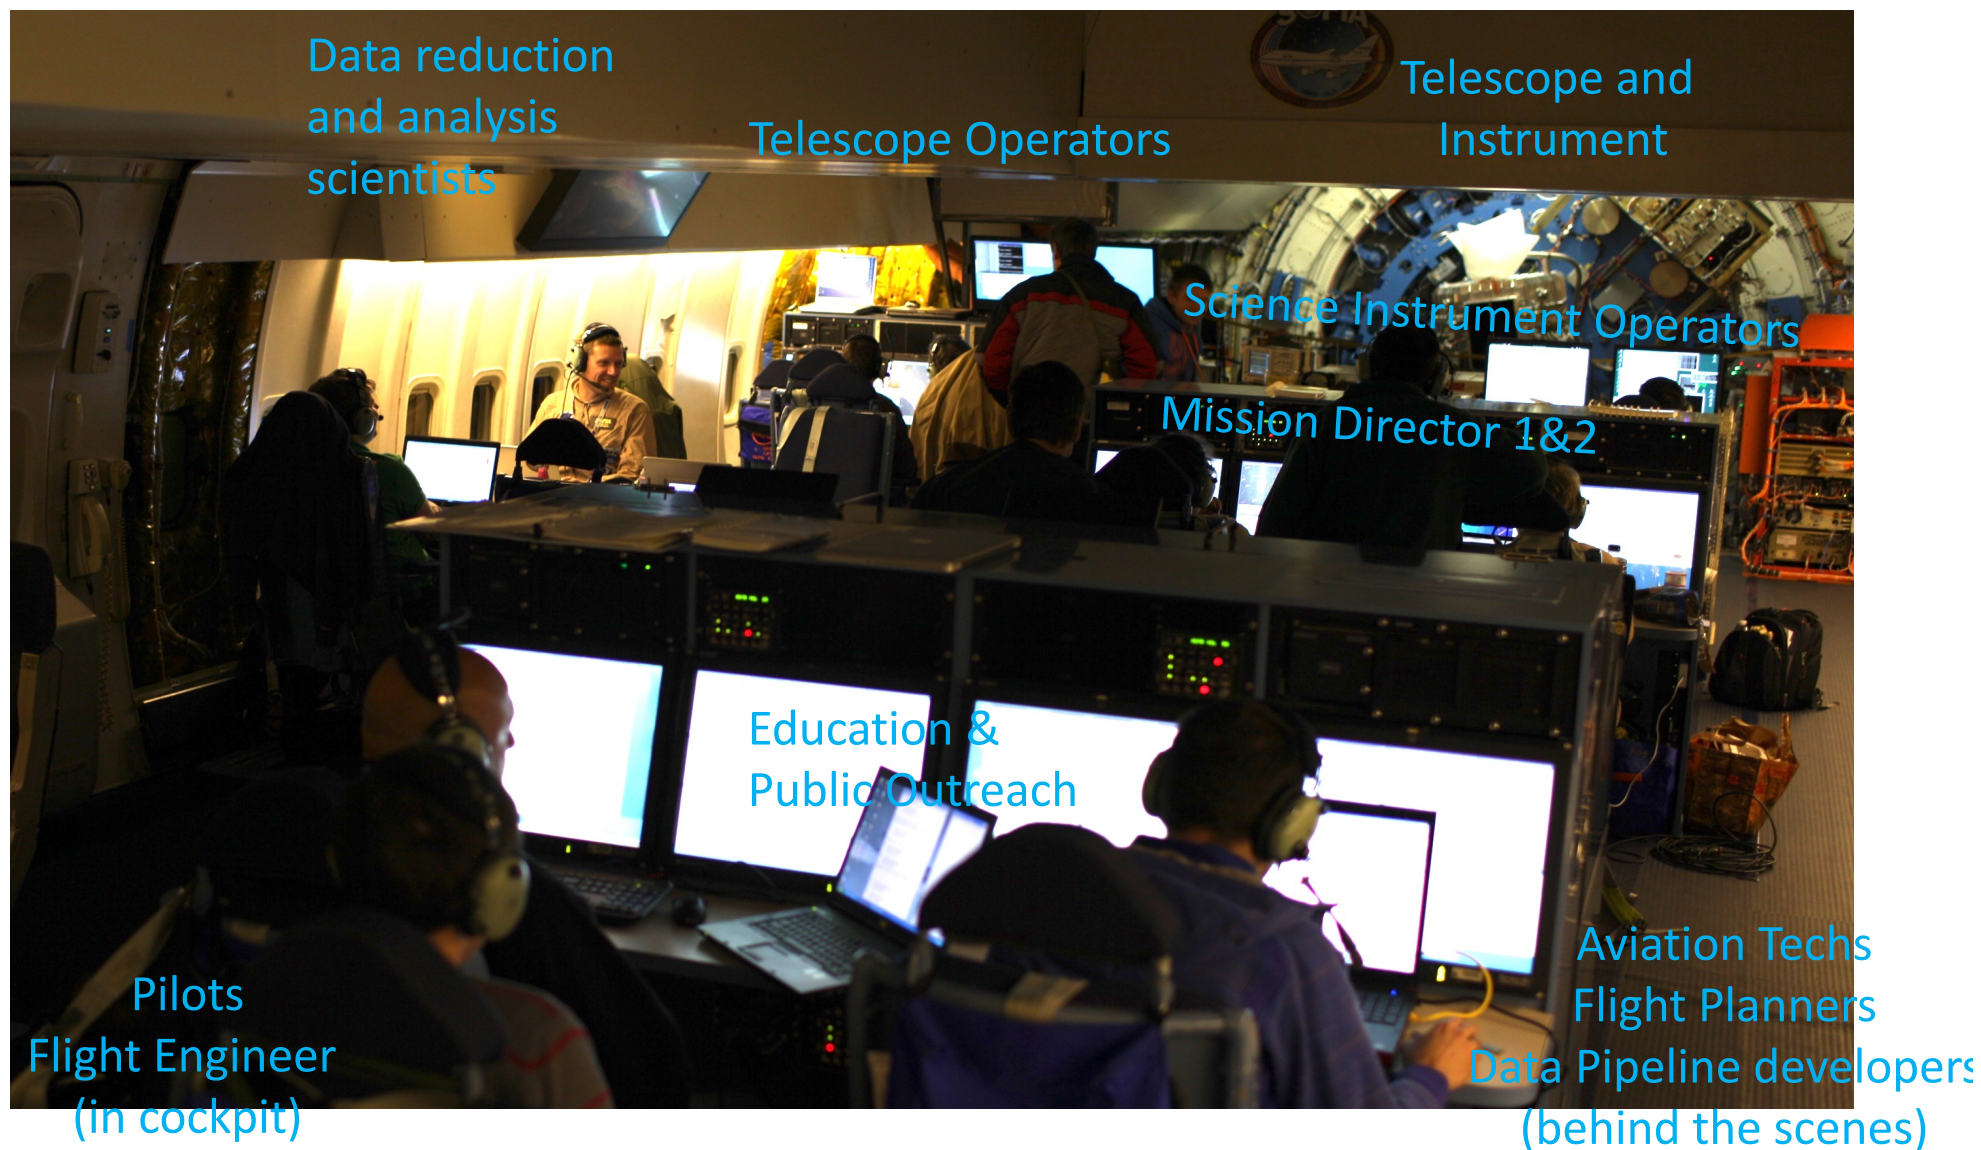 SOFIA
Data reduction
and analysis
scientists
Telescope Operators
Telescope and
Instrument
Science Instrument Operators
Mission Director 1&2
Education &
Public Outreach
Pilots
Flight Engineer
(in cockpit)
Aviation Techs
Flight Planners
Data Pipeline developers
(behind the scenes)